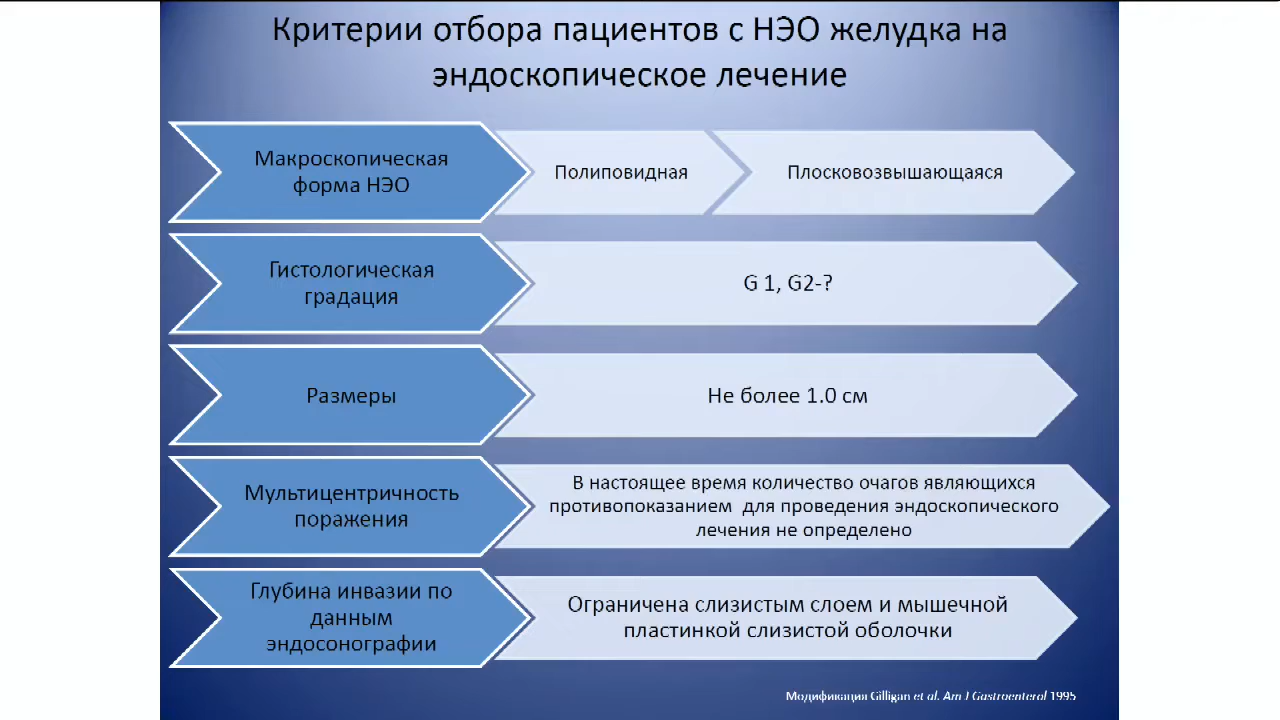 Критерии отбора пациентов с НЭО желудка на
эндоскопическое лечение
Макроскопическая
форма НЭО
Полиповидная
Плосковозвышающаяся
Гистологическая
градация
G 1, G2-?
Размеры
Не более 1.0 см
Мультицентричность
поражения
В настоящее время количество очагов являющихся
противопоказанием для проведения эндоскопического
лечения не определено
Глубина инвазии по
данным
эндосонографии
Ограничена слизистым слоем и мышечной
пластинкой слизистой оболочки
Модификация Gilligan et al. Am J Gastroenterol 1995